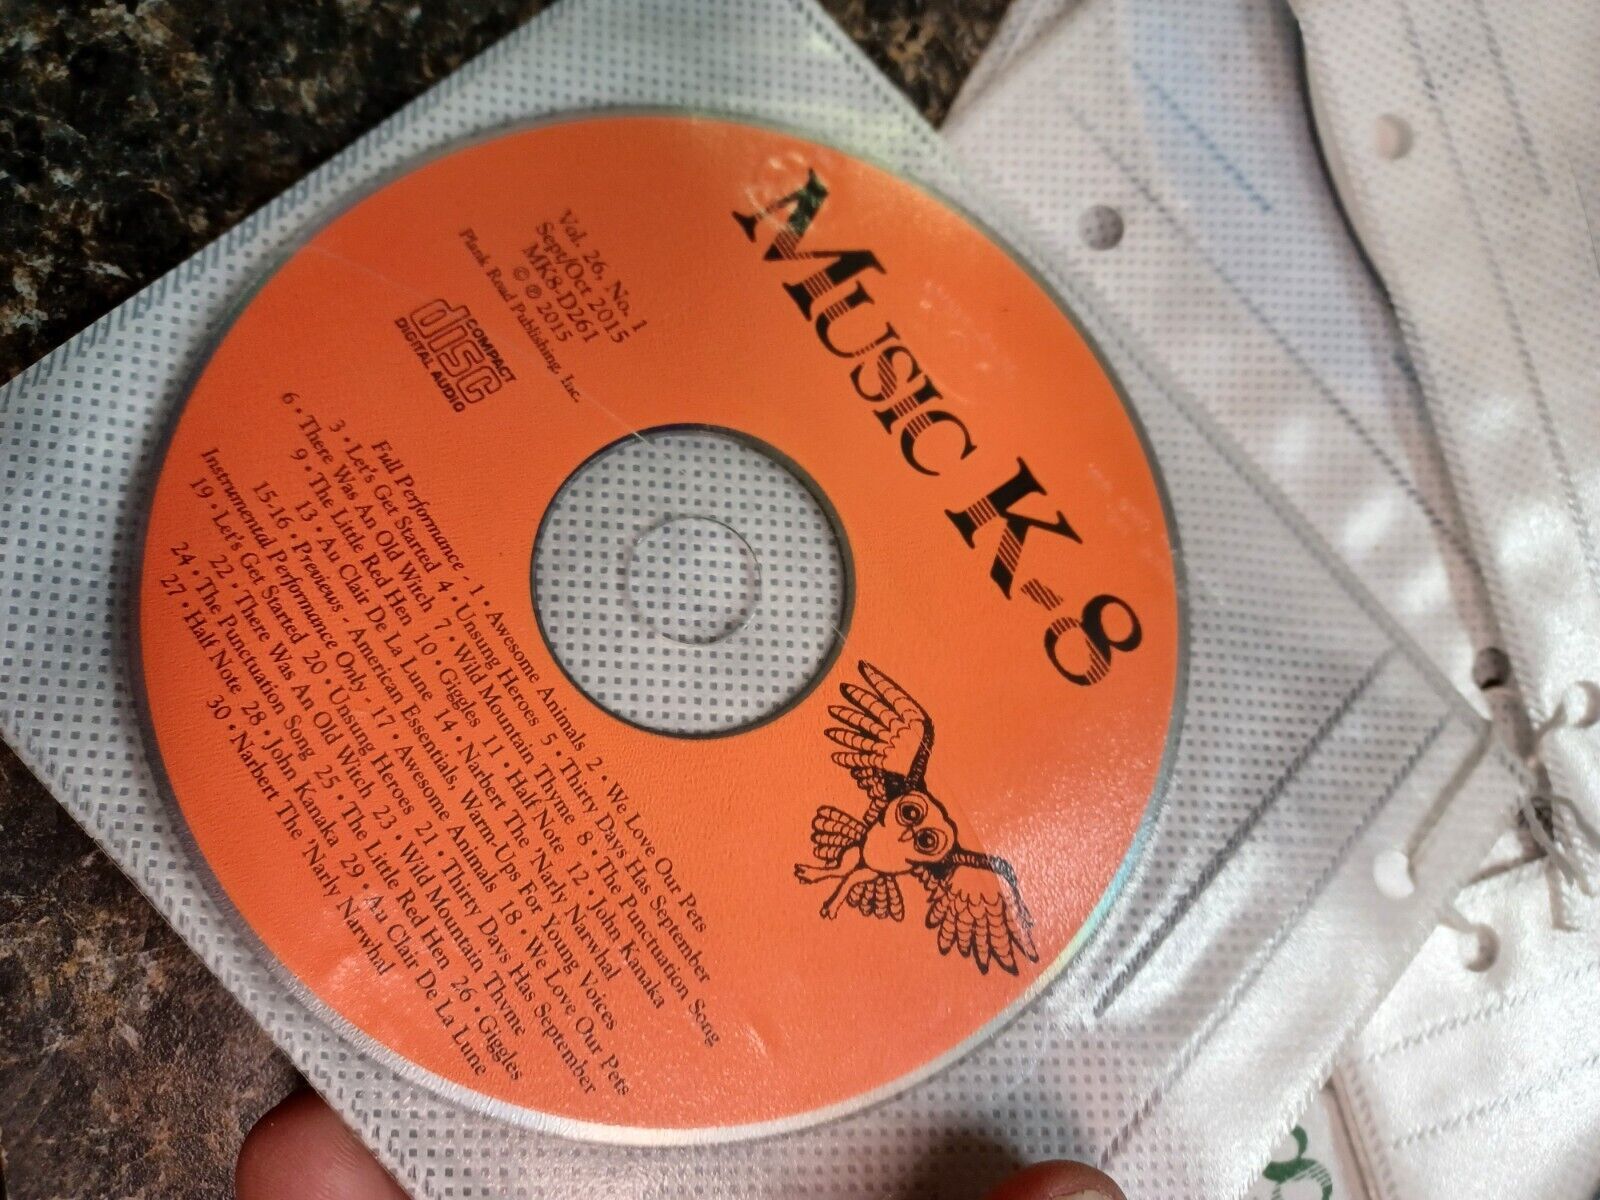 MUSIC K-8
Vol. 26, No. 1
Sept/Oct 2015
MK8-D261
© ℗ 2015
Plank Road Publishing, Inc.
COMPACT
disc
DIGITAL AUDIO
Full Performance - 1 • Awesome Animals 2 • We Love Our Pets
3 • Let's Get Started 4 • Unsung Heroes 5 • Thirty Days Has September
6 • There Was An Old Witch 7 • Wild Mountain Thyme 8 • The Punctuation Song
9 • The Little Red Hen 10 • Giggles 11 • Half Note 12 • John Kanaka
13 • Au Clair De La Lune 14 • Narbert The 'Narly Narwhal
15-16 • Previews - American Essentials, Warm-Ups For Young Voices
Instrumental Performance Only - 17 • Awesome Animals 18 • We Love Our Pets
19 • Let's Get Started 20 • Unsung Heroes 21 • Thirty Days Has September
22 • There Was An Old Witch 23 • Wild Mountain Thyme
24 • The Punctuation Song 25 • The Little Red Hen 26 • Giggles
27 • Half Note 28 • John Kanaka 29 • Au Clair De La Lune
30 • Narbert The 'Narly Narwhal